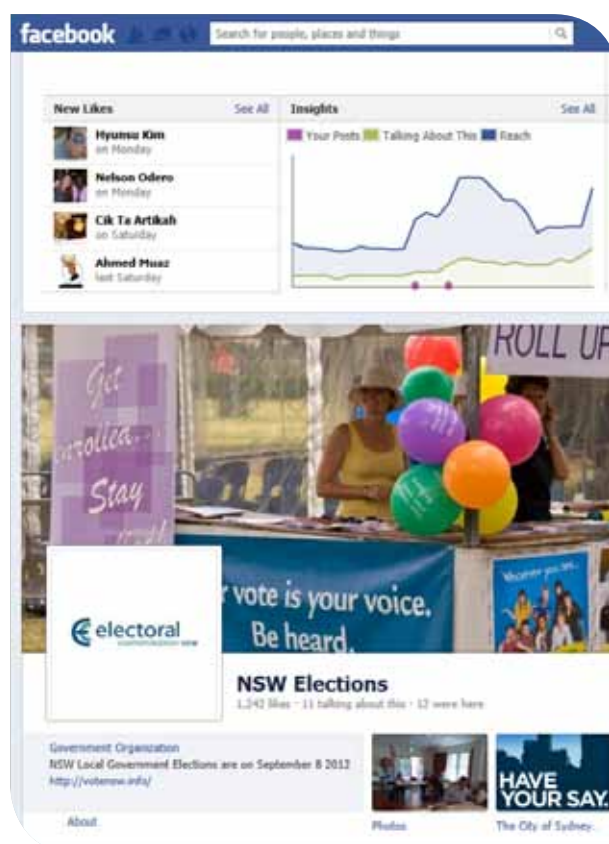 facebook
Search for people, places and things
New Likes See All
Hyunsu Kim
on Monday
Nelson Odero
on Monday
Cik Ta Artikah
on Saturday
Ahmed Muaz
last Saturday
Insights See All
Your Posts Talking About This Reach
ROLL UP
Get
enrolled...
Stay
vote is your voice.
Be heard.
Wherever you are...
electoral
NSW Elections
1,242 likes · 11 talking about this · 12 were here
Government Organization
NSW Local Government Elections are on September 8 2012
http://votensw.info/
About
Photos
HAVE
YOUR SAY.
The City of Sydney